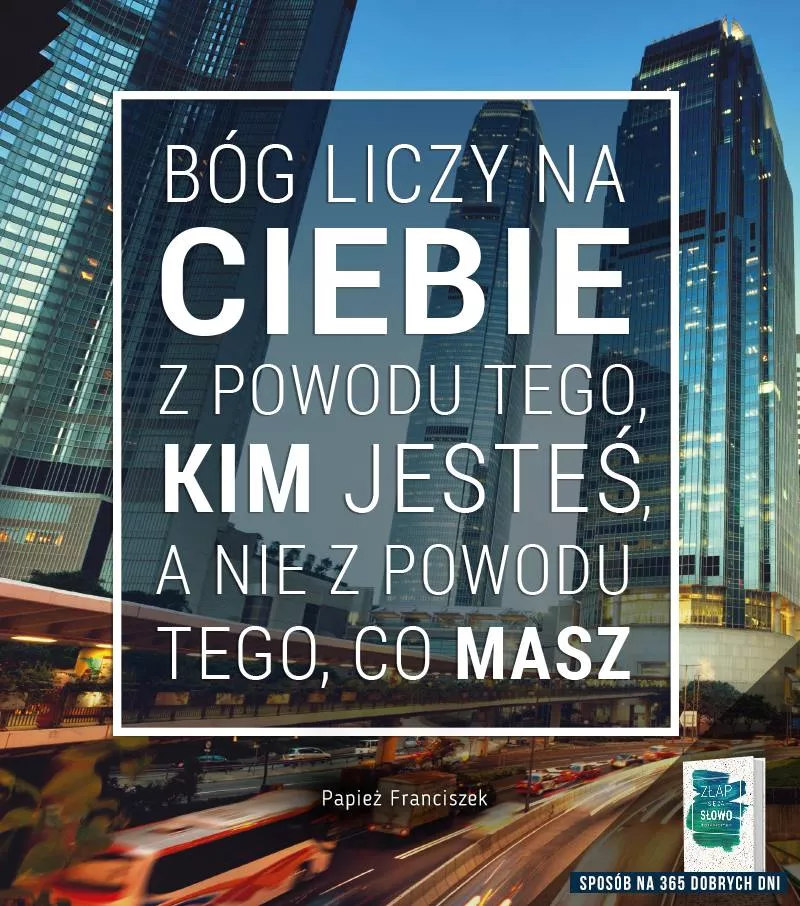 BÓG LICZY NA
CIEBIE
Z POWODU TEGO,
KIM JESTEŚ,
A NIE Z POWODU
TEGO, CO MASZ
Papież Franciszek
ZŁAP
SŁOWO
SPOSÓB NA 365 DOBRYCH DNI